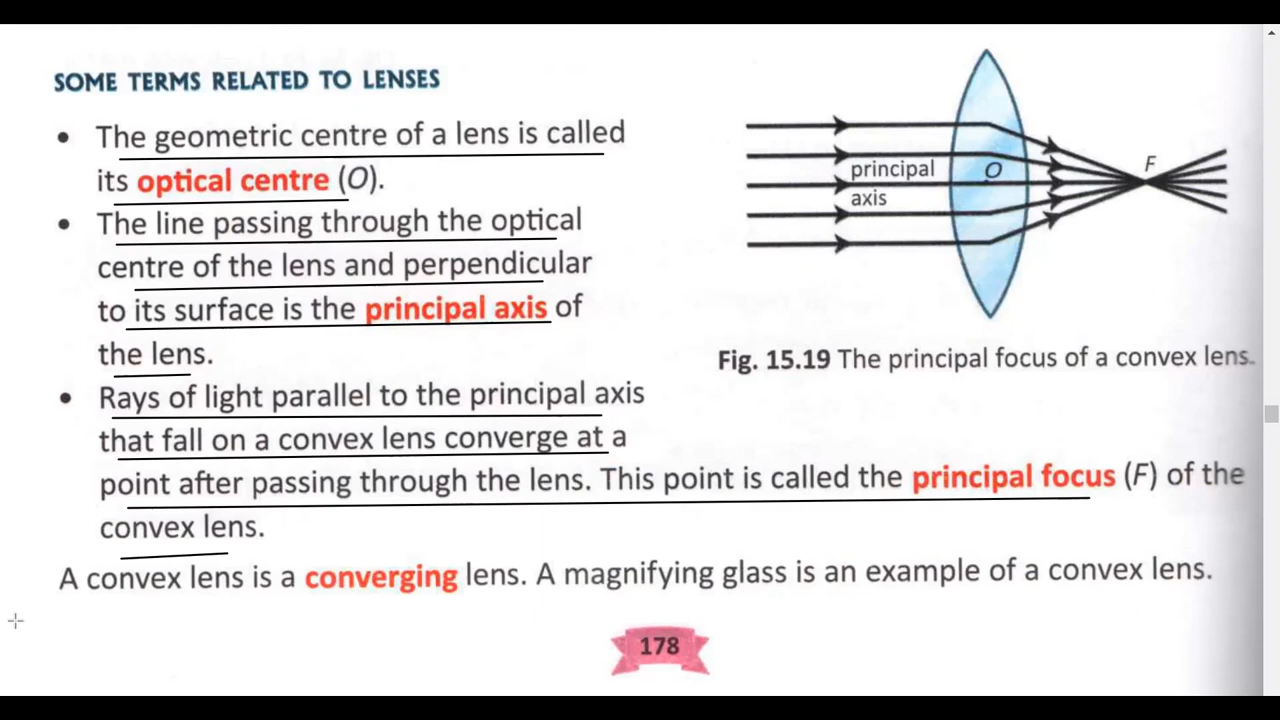 SOME TERMS RELATED TO LENSES
• The geometric centre of a lens is called
its optical centre (O).
• The line passing through the optical
centre of the lens and perpendicular
to its surface is the principal axis of
the lens.
• Rays of light parallel to the principal axis
that fall on a convex lens converge at a
point after passing through the lens. This point is called the principal focus (F) of the
convex lens.
A convex lens is a converging lens. A magnifying glass is an example of a convex lens.
principal
axis
O
F
Fig. 15.19 The principal focus of a convex lens.
178